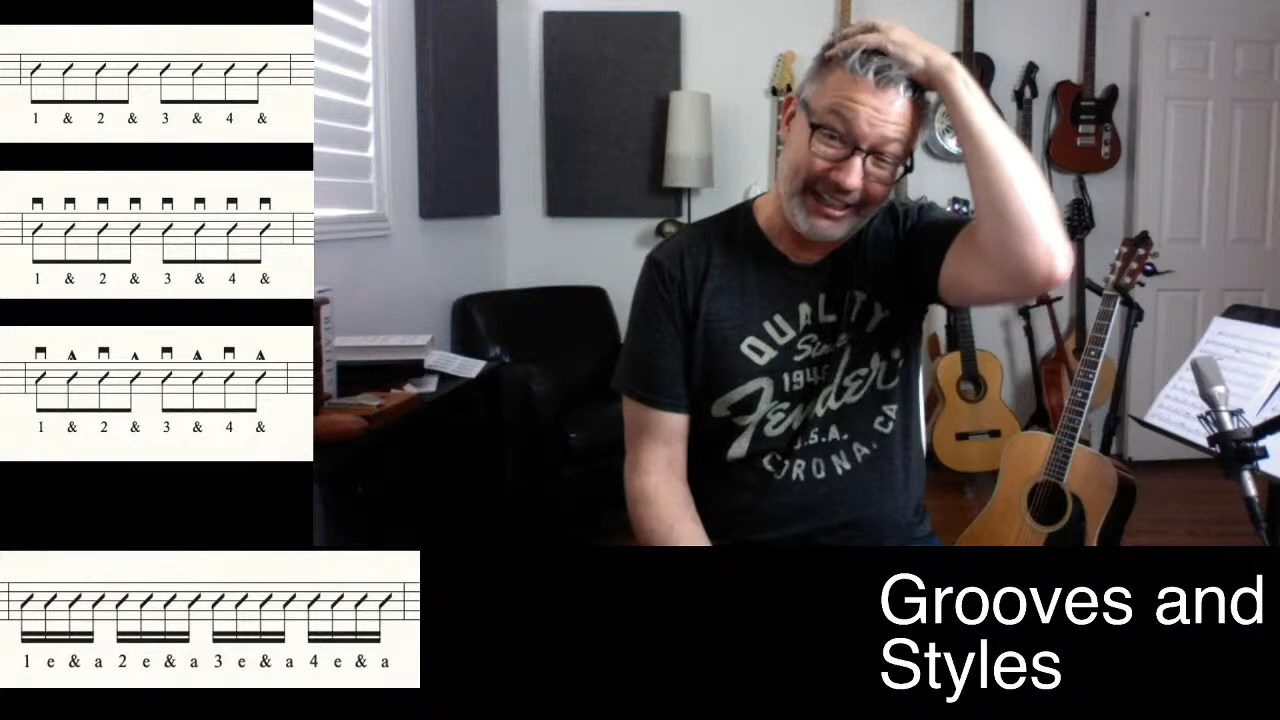 1 & 2 & 3 & 4 &
1 & 2 & 3 & 4 &
1 & 2 & 3 & 4 &
1 e & a 2 e & a 3 e & a 4 e & a
QUALITY
Since
1946
Fender
U.S.A.
CORONA, CA
Grooves and
Styles